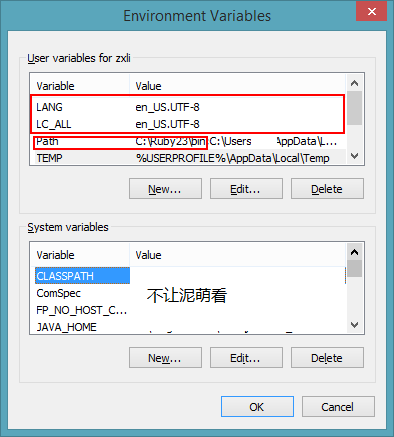 Environment Variables
User variables for zxli
Variable Value
LANG en_US.UTF-8
LC_ALL en_US.UTF-8
Path C:\Ruby23\bin;C:\Users AppData\L...
TEMP %USERPROFILE%\AppData\Local\Temp
New... Edit... Delete
System variables
Variable Value
CLASSPATH
ComSpec
不让泥萌看
FP_NO_HOST_C...
JAVA_HOME
New... Edit... Delete
OK Cancel